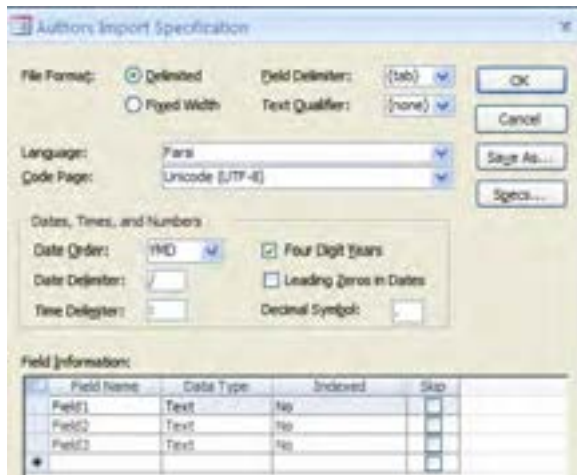 Authors Import Specification
File Format: Delimited Field Delimiter: {tab} OK
Fixed Width Text Qualifier: {none} Cancel
Language: Farsi Save As...
Code Page: Unicode (UTF-8) Specs...
Dates, Times, and Numbers
Date Order: YMD Four Digit Years
Date Delimiter: / Leading Zeros in Dates
Time Delimiter: : Decimal Symbol: .
Field Information:
Field Name Data Type Indexed Skip
Field1 Text No
Field2 Text No
Field3 Text No